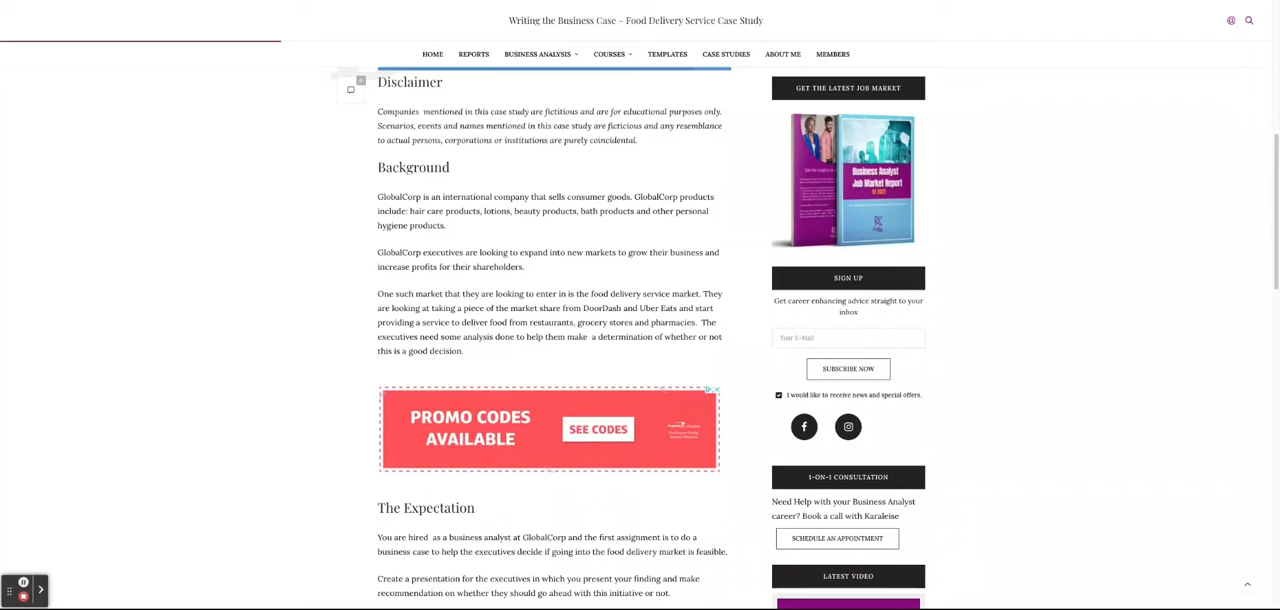 Writing the Business Case – Food Delivery Service Case Study
HOME REPORTS BUSINESS ANALYSIS COURSES TEMPLATES CASE STUDIES ABOUT ME MEMBERS
Disclaimer
Companies mentioned in this case study are fictitious and are for educational purposes only.
Scenarios, events and names mentioned in this case study are ficticious and any resemblance
to actual persons, corporations or institutions are purely coincidental.
Background
GlobalCorp is an international company that sells consumer goods. GlobalCorp products
include: hair care products, lotions, beauty products, bath products and other personal
hygiene products.
GlobalCorp executives are looking to expand into new markets to grow their business and
increase profits for their shareholders.
One such market that they are looking to enter in is the food delivery service market. They
are looking at taking a piece of the market share from DoorDash and Uber Eats and start
providing a service to deliver food from restaurants, grocery stores and pharmacies. The
executives need some analysis done to help them make a determination of whether or not
this is a good decision.
PROMO CODES
AVAILABLE
SEE CODES
The Expectation
You are hired as a business analyst at GlobalCorp and the first assignment is to do a
business case to help the executives decide if going into the food delivery market is feasible.
Create a presentation for the executives in which you present your finding and make
recommendation on whether they should go ahead with this initiative or not.
GET THE LATEST JOB MARKET
Business Analyst
Job Market Report
SIGN UP
Get career enhancing advice straight to your
inbox
Your E-Mail
SUBSCRIBE NOW
I would like to receive news and special offers.
1-ON-1 CONSULTATION
Need Help with your Business Analyst
career? Book a call with Karaleise
SCHEDULE AN APPOINTMENT
LATEST VIDEO